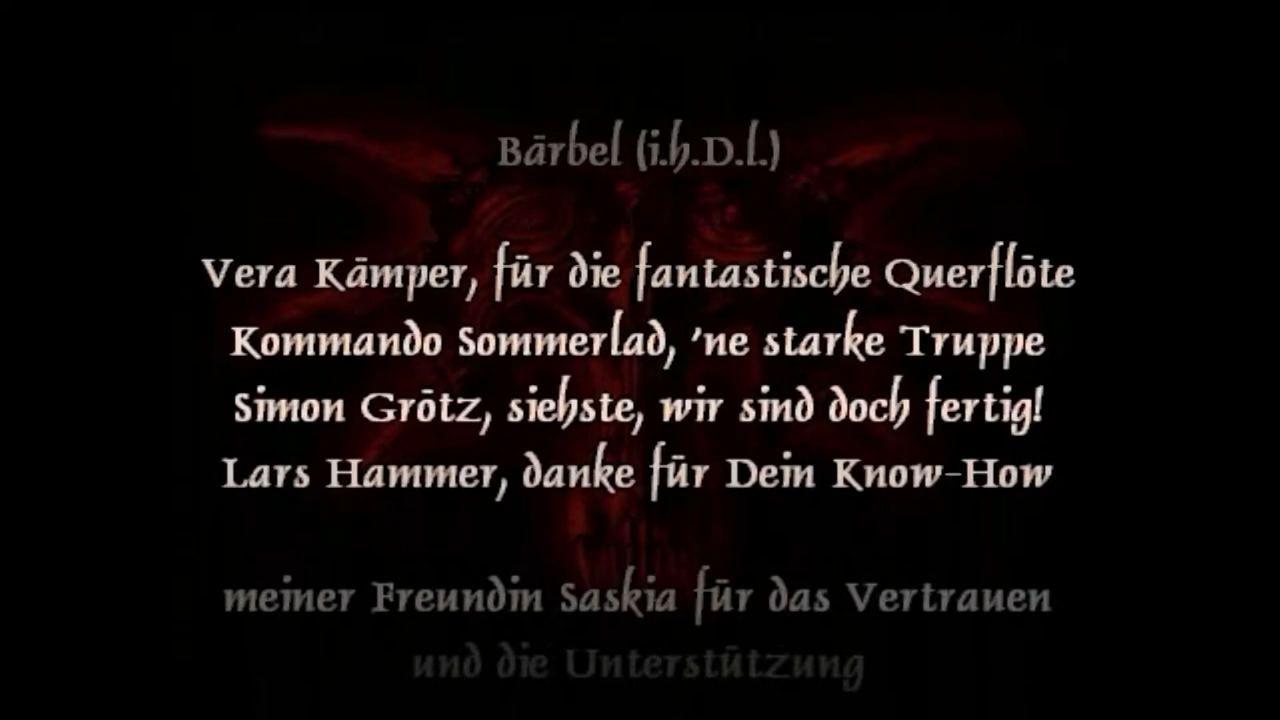 Bärbel (i.h.D.l.)
Vera Kämper, für die fantastische Querflöte
Kommando Sommerlad, 'ne starke Truppe
Simon Grötz, siehste, wir sind doch fertig!
Lars Hammer, danke für Dein Know-How
meiner Freundin Saskia für das Vertrauen
und die Unterstützung